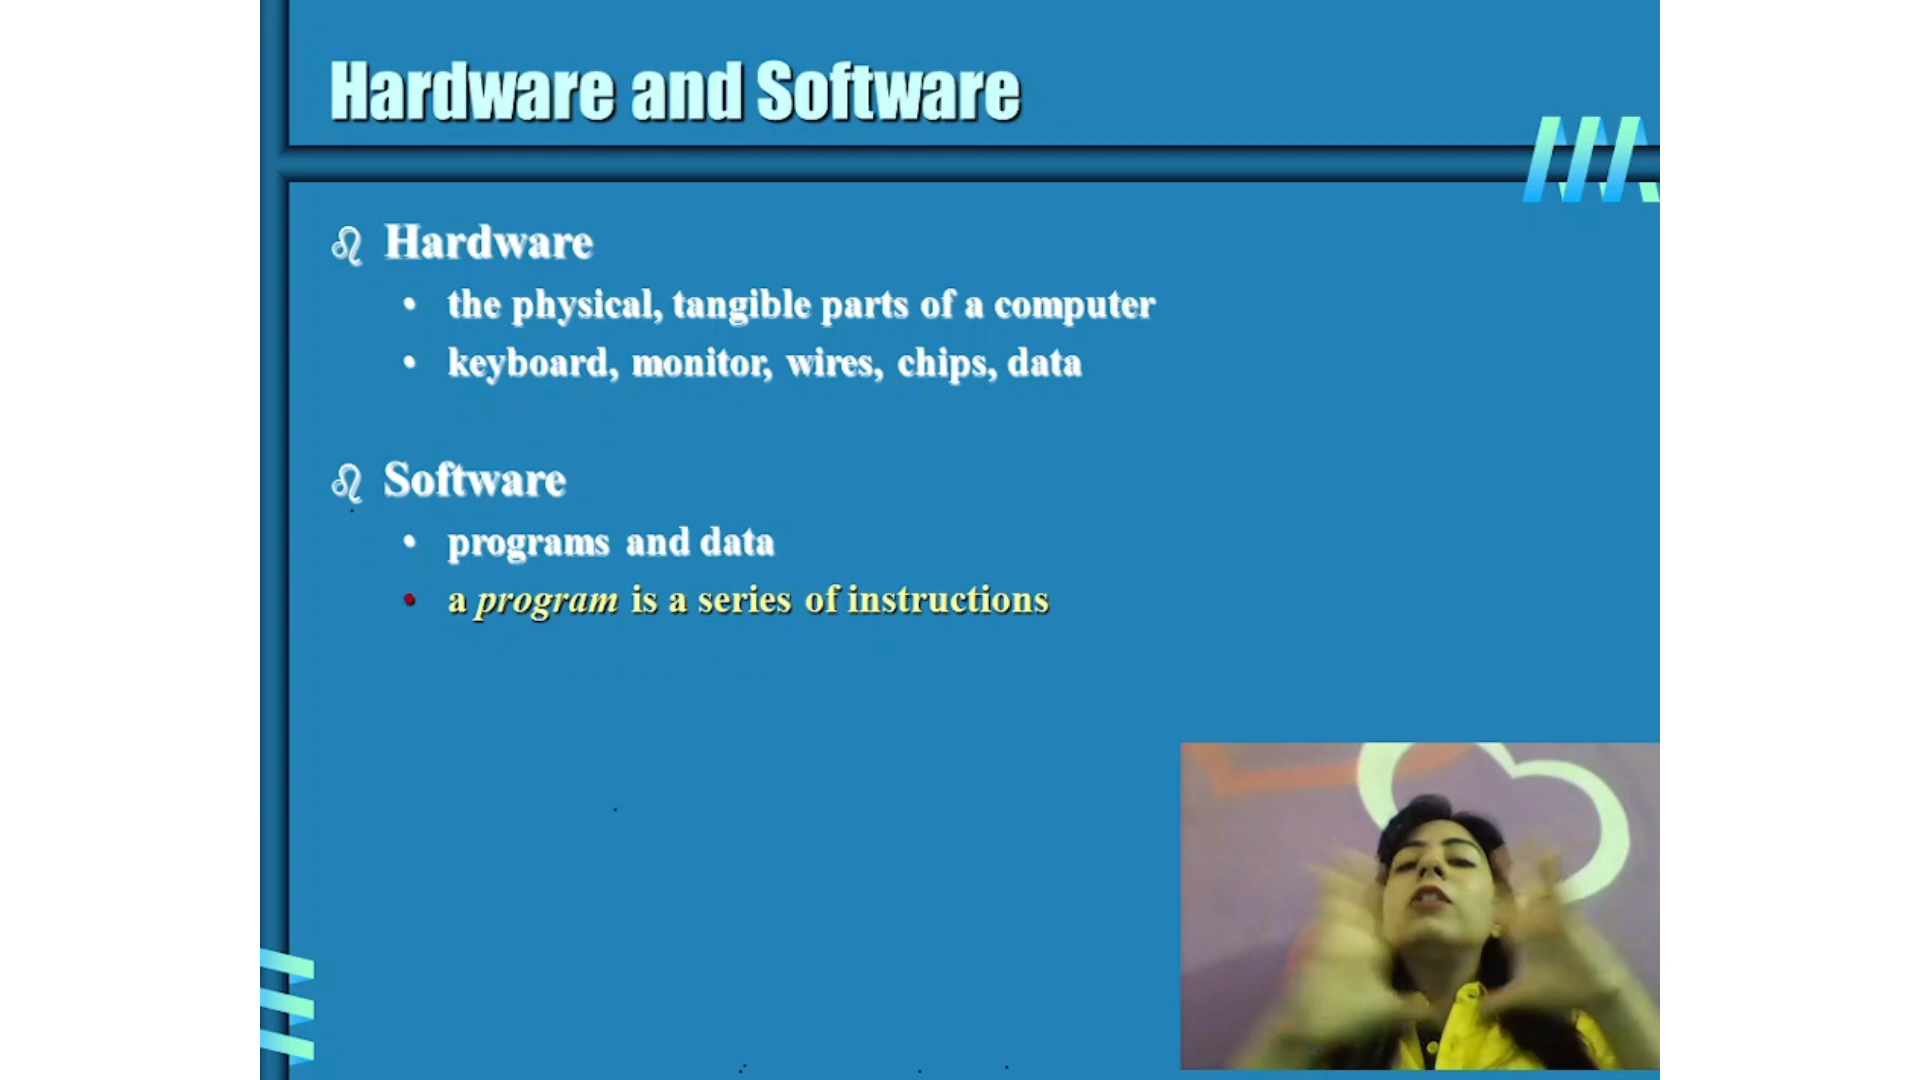 Hardware and Software
Hardware
• the physical, tangible parts of a computer
• keyboard, monitor, wires, chips, data
Software
• programs and data
• a program is a series of instructions